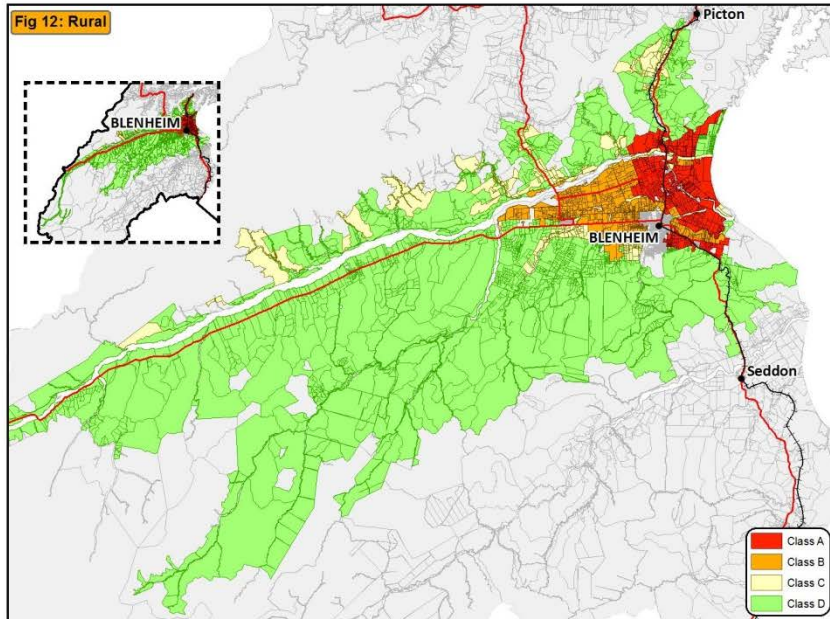 Fig 12: Rural
Picton
BLENHEIM
BLENHEIM
Seddon
Class A
Class B
Class C
Class D